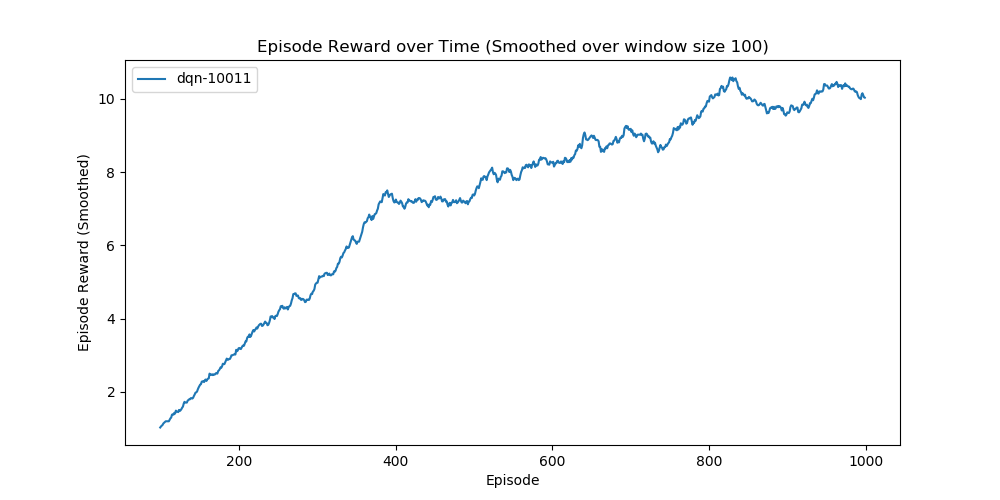 Episode Reward over Time (Smoothed over window size 100)
dqn-10011
10
8
6
4
2
Episode Reward (Smoothed)
200 400 600 800 1000
Episode